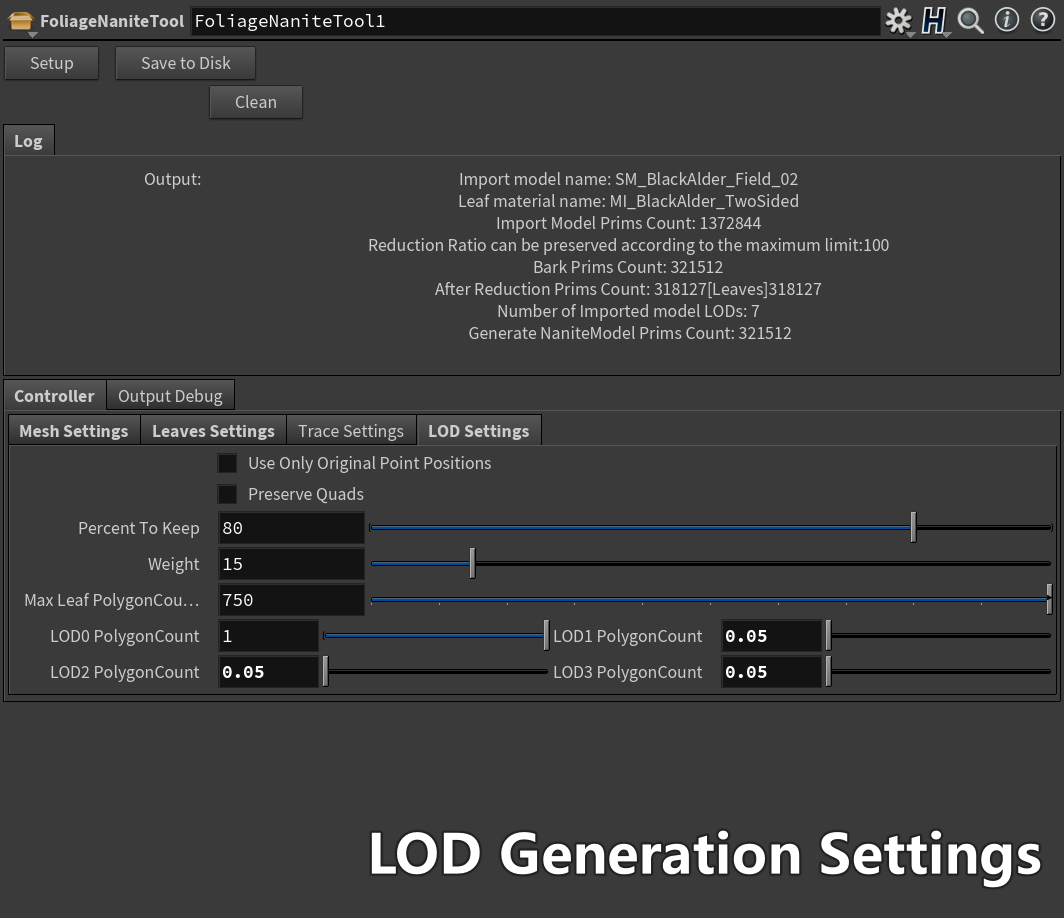 FoliageNaniteTool FoliageNaniteTool1
Setup Save to Disk
Clean
Log
Output: Import model name: SM_BlackAlder_Field_02
Leaf material name: MI_BlackAlder_TwoSided
Import Model Prims Count: 1372844
Reduction Ratio can be preserved according to the maximum limit:100
Bark Prims Count: 321512
After Reduction Prims Count: 318127[Leaves]318127
Number of Imported model LODs: 7
Generate NaniteModel Prims Count: 321512
Controller Output Debug
Mesh Settings Leaves Settings Trace Settings LOD Settings
Use Only Original Point Positions
Preserve Quads
Percent To Keep 80
Weight 15
Max Leaf PolygonCou... 750
LOD0 PolygonCount 1 LOD1 PolygonCount 0.05
LOD2 PolygonCount 0.05 LOD3 PolygonCount 0.05
LOD Generation Settings